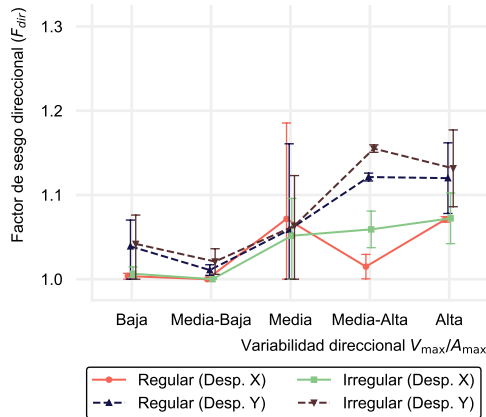 Factor de sesgo direccional (F_dir)
1.3
1.2
1.1
1.0
Baja Media-Baja Media Media-Alta Alta
Variabilidad direccional V_max/A_max
Regular (Desp. X) Irregular (Desp. X)
Regular (Desp. Y) Irregular (Desp. Y)